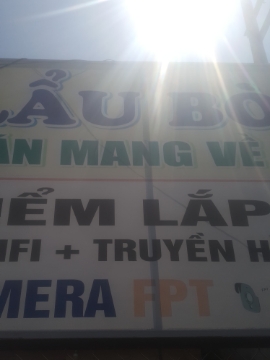 LẨU BÒ
ÁN MANG VỀ
IỂM LẮP
IFI + TRUYỀN H
MERA FPT